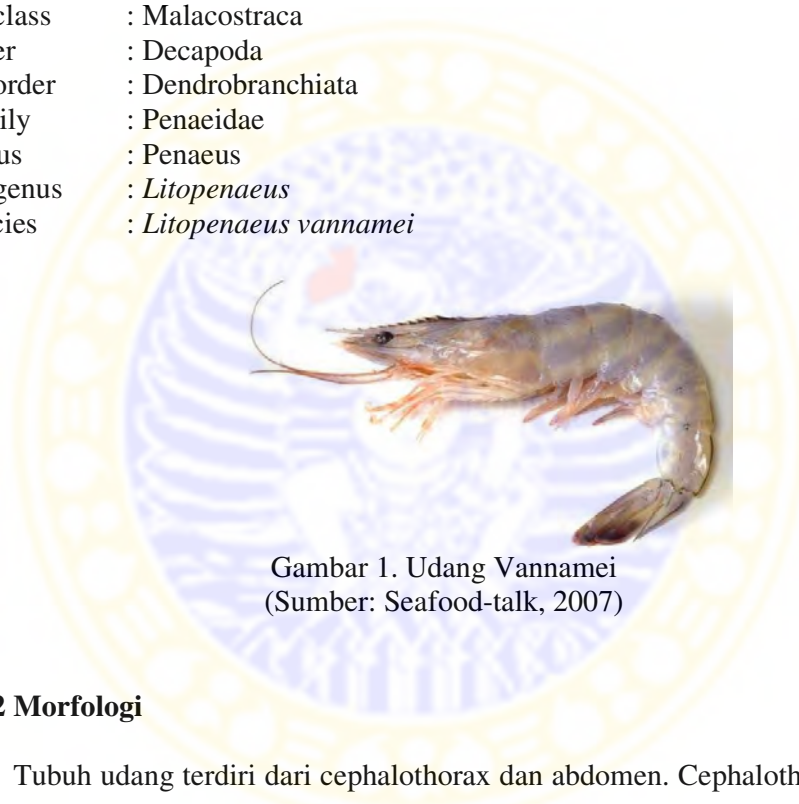 class : Malacostraca
er : Decapoda
order : Dendrobranchiata
ily : Penaeidae
us : Penaeus
genus : Litopenaeus
cies : Litopenaeus vannamei
Gambar 1. Udang Vannamei
(Sumber: Seafood-talk, 2007)
2 Morfologi
Tubuh udang terdiri dari cephalothorax dan abdomen. Cephaloth